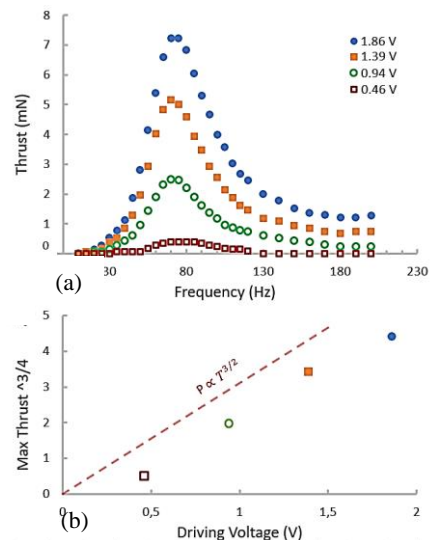 8
7
6
5
4
3
2
1
0
Thrust (mN)
1.86 V
1.39 V
0.94 V
0.46 V
30
80
130
180
230
(a)
Frequency (Hz)
5
4
3
2
1
0
Max Thrust ^3/4
P ∝ T^3/2
0
0,5
1
1,5
2
(b)
Driving Voltage (V)